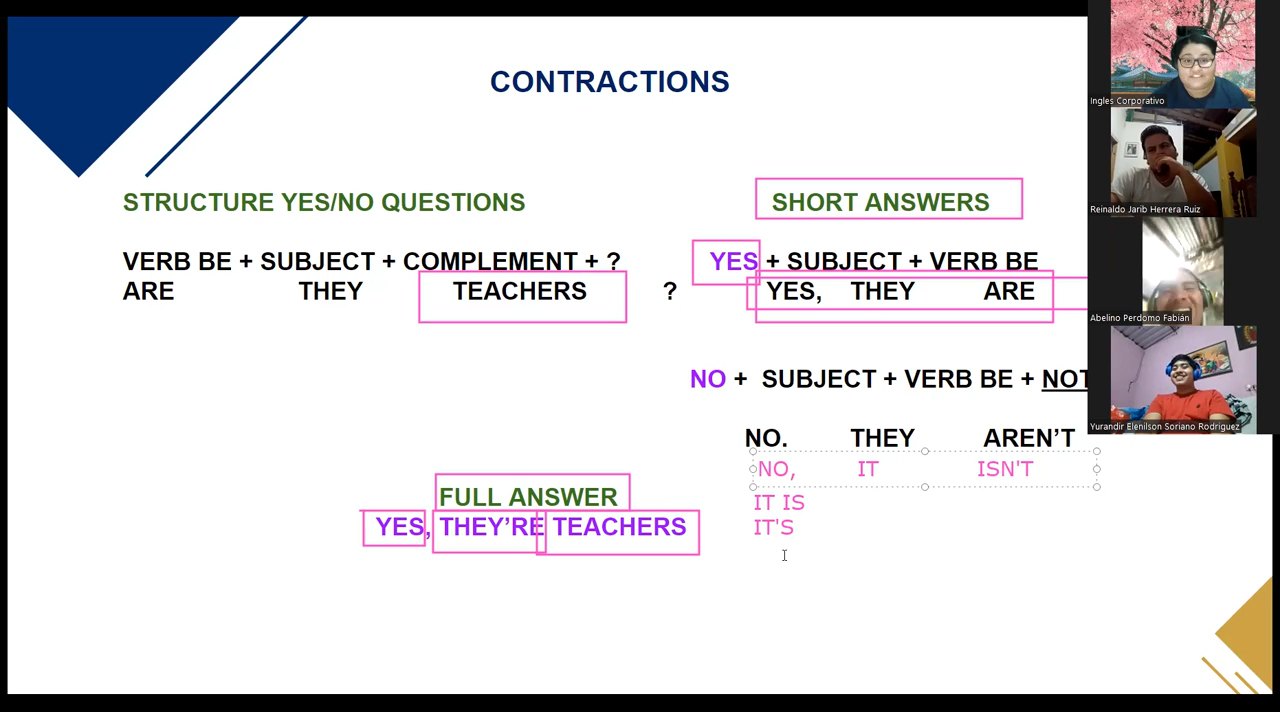 CONTRACTIONS
STRUCTURE YES/NO QUESTIONS
VERB BE + SUBJECT + COMPLEMENT + ?
ARE THEY TEACHERS ?
SHORT ANSWERS
YES + SUBJECT + VERB BE
YES, THEY ARE
NO + SUBJECT + VERB BE + NOT
NO. THEY AREN'T
NO, IT ISN'T
IT IS
IT'S
FULL ANSWER
YES, THEY'RE TEACHERS
Ingles Corporativo
Reinaldo Jarib Herrera Ruiz
Abelino Perdomo Fabián
Yurandir Elenilson Soriano Rodriguez